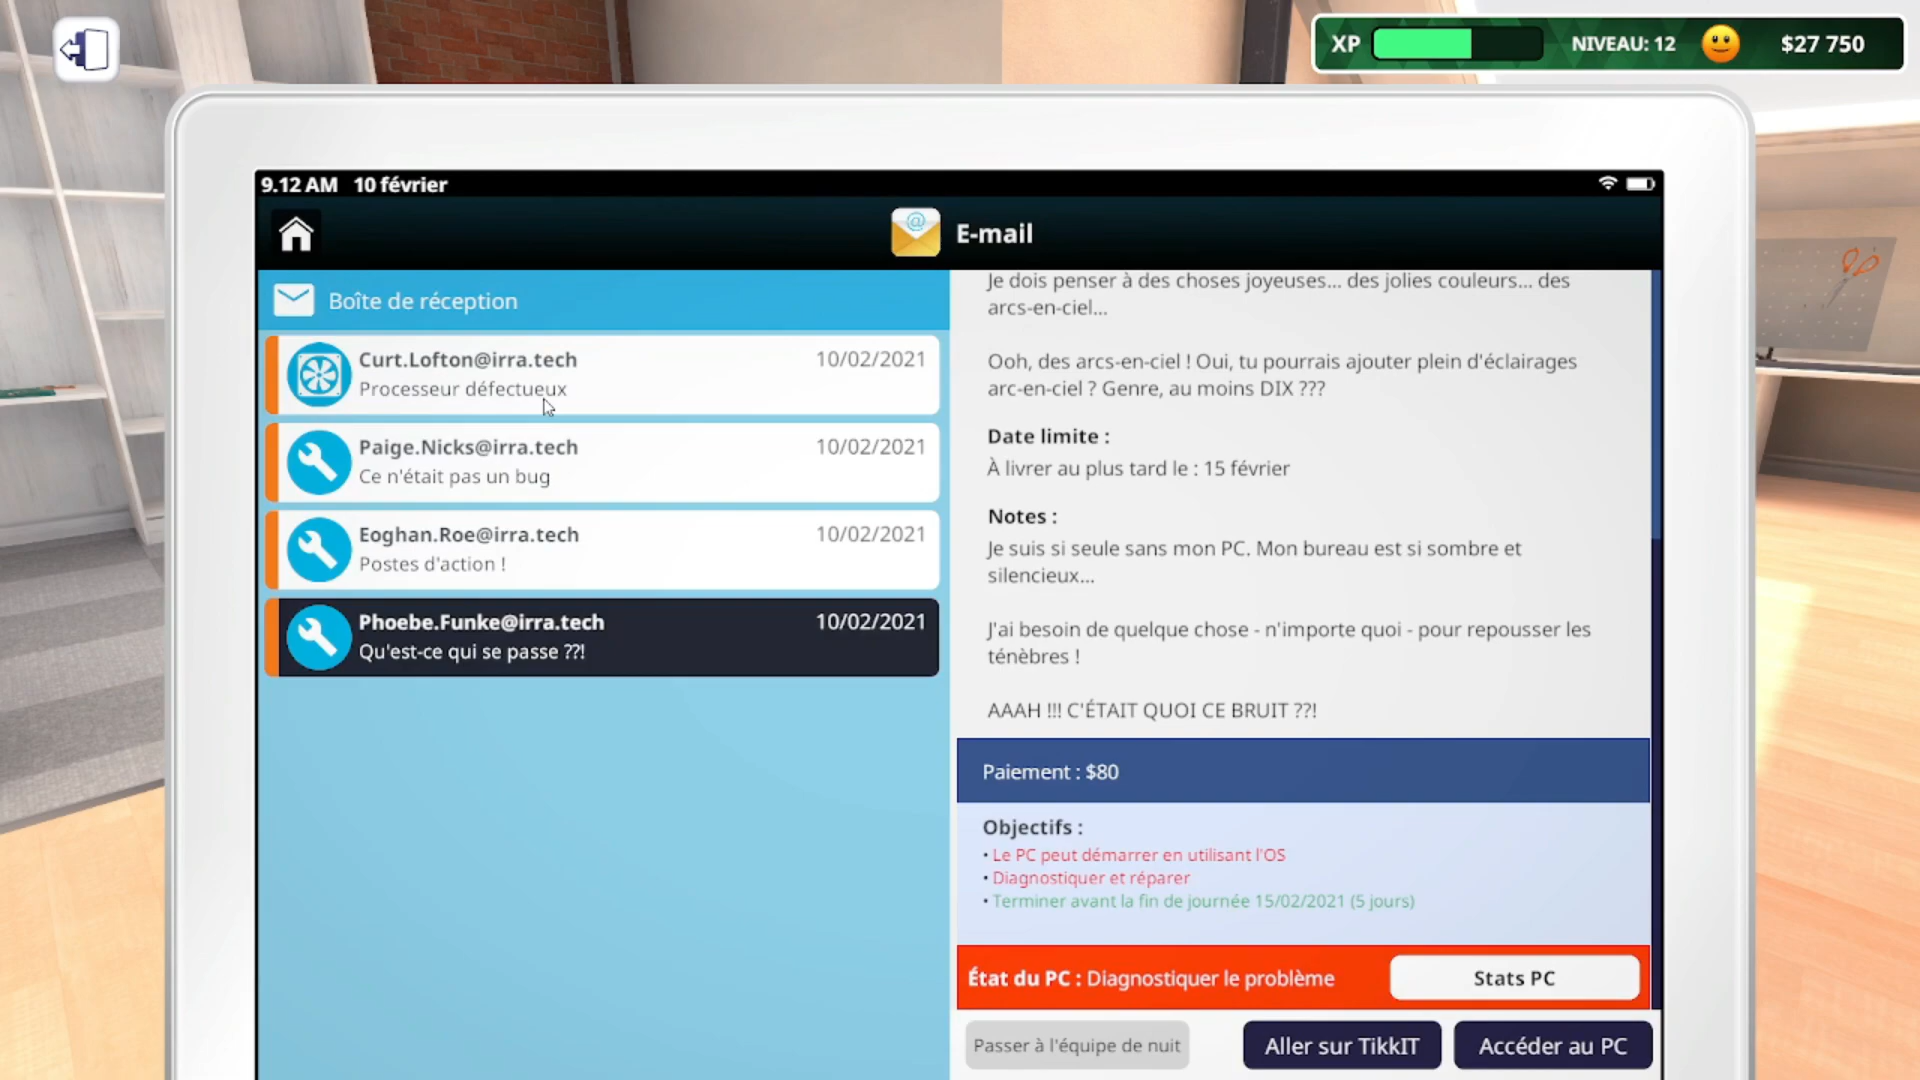 XP
NIVEAU: 12
$27 750
9.12 AM 10 février
E-mail
Boîte de réception
Curt.Lofton@irra.tech 10/02/2021
Processeur défectueux
Paige.Nicks@irra.tech 10/02/2021
Ce n'était pas un bug
Eoghan.Roe@irra.tech 10/02/2021
Postes d'action !
Phoebe.Funke@irra.tech 10/02/2021
Qu'est-ce qui se passe ??!
Je dois penser à des choses joyeuses... des jolies couleurs... des
arcs-en-ciel...
Ooh, des arcs-en-ciel ! Oui, tu pourrais ajouter plein d'éclairages
arc-en-ciel ? Genre, au moins DIX ???
Date limite :
À livrer au plus tard le : 15 février
Notes :
Je suis si seule sans mon PC. Mon bureau est si sombre et
silencieux...
J'ai besoin de quelque chose - n'importe quoi - pour repousser les
ténèbres !
AAAH !!! C'ÉTAIT QUOI CE BRUIT ??!
Paiement : $80
Objectifs :
• Le PC peut démarrer en utilisant l'OS
• Diagnostiquer et réparer
• Terminer avant la fin de journée 15/02/2021 (5 jours)
État du PC : Diagnostiquer le problème
Stats PC
Passer à l'équipe de nuit
Aller sur TikkIT
Accéder au PC